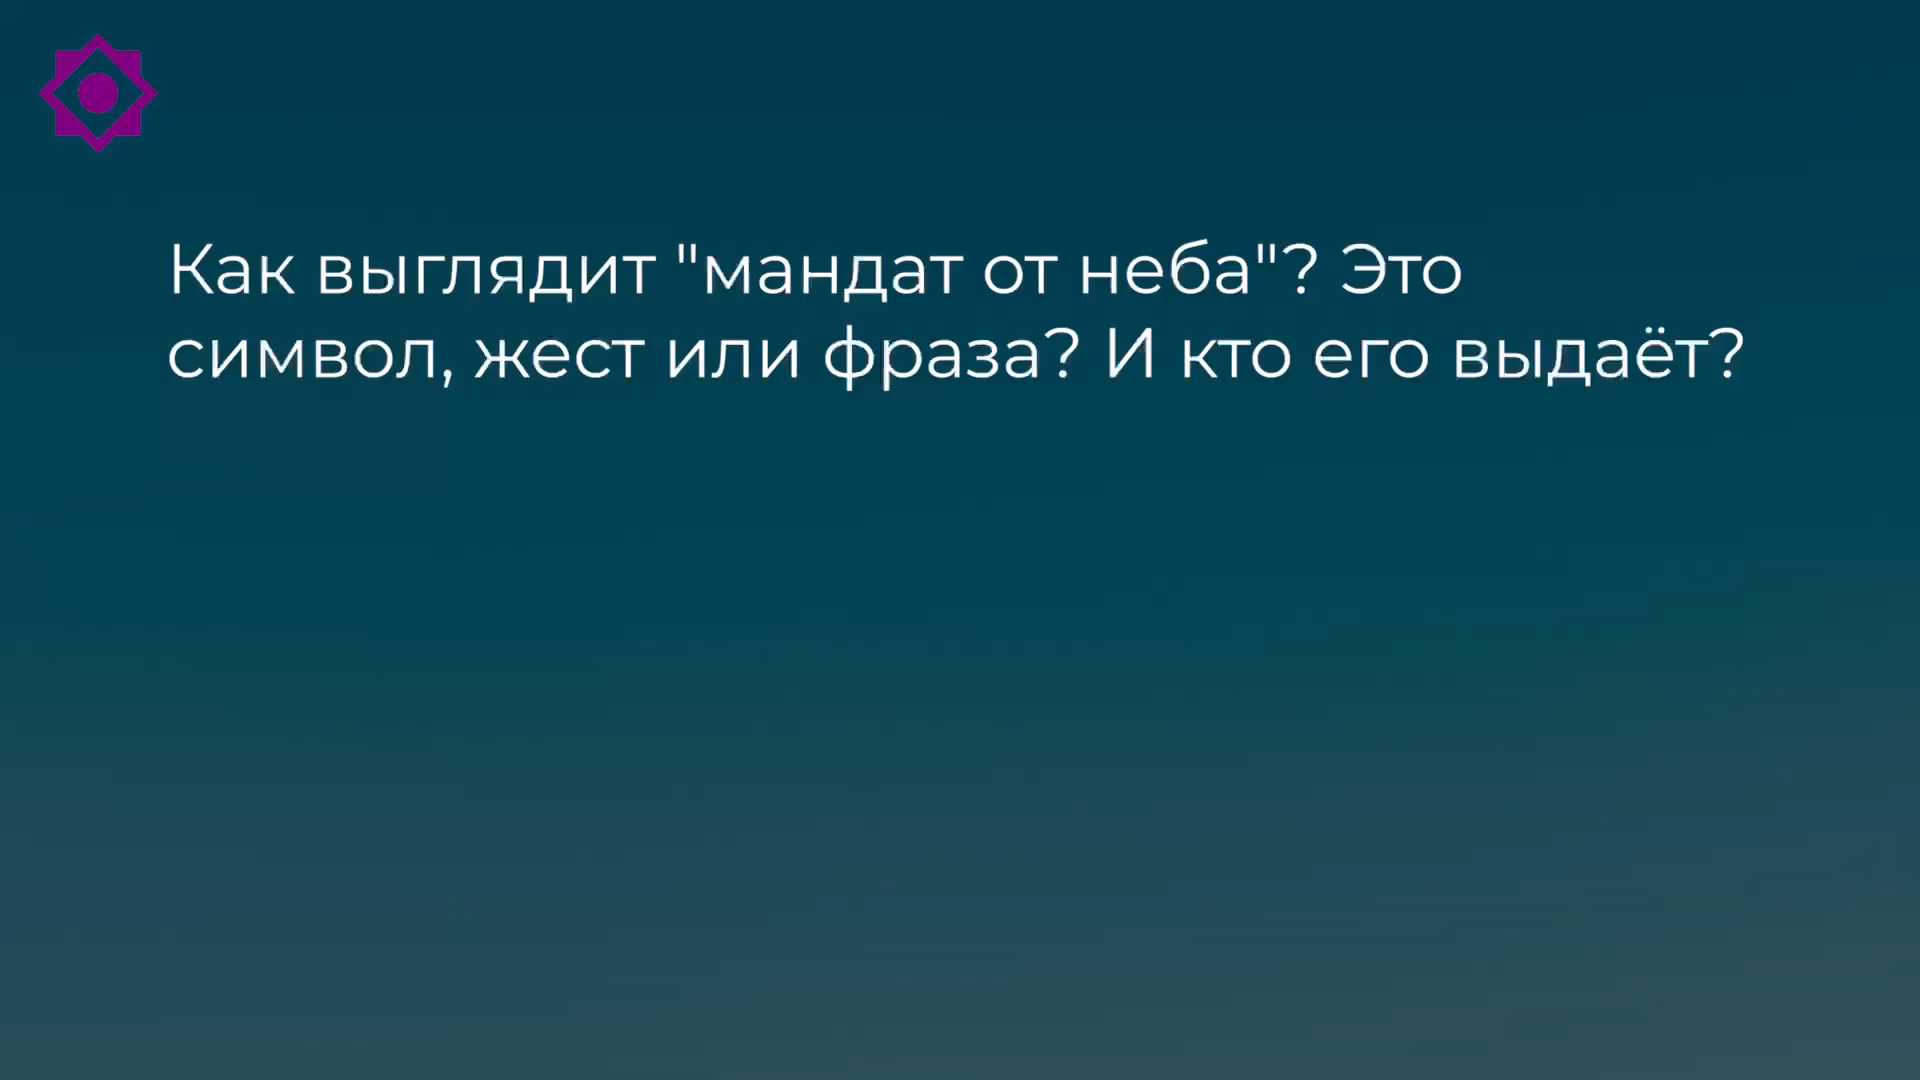 Как выглядит "мандат от неба"? Это
символ, жест или фраза? И кто его выдаёт?